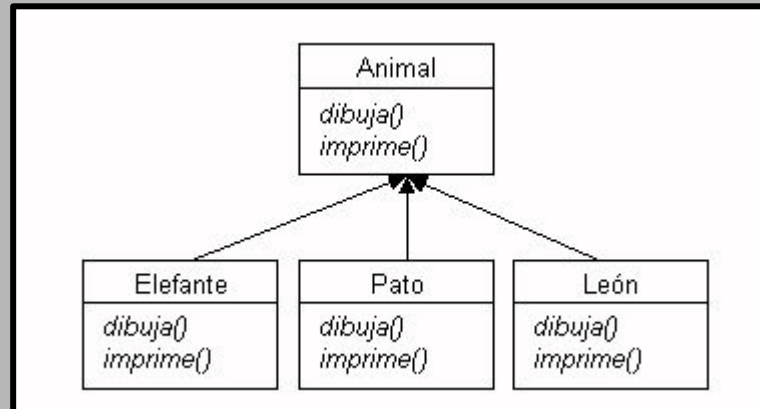 Animal
dibuja()
imprime()
Elefante
dibuja()
imprime()
Pato
dibuja()
imprime()
León
dibuja()
imprime()